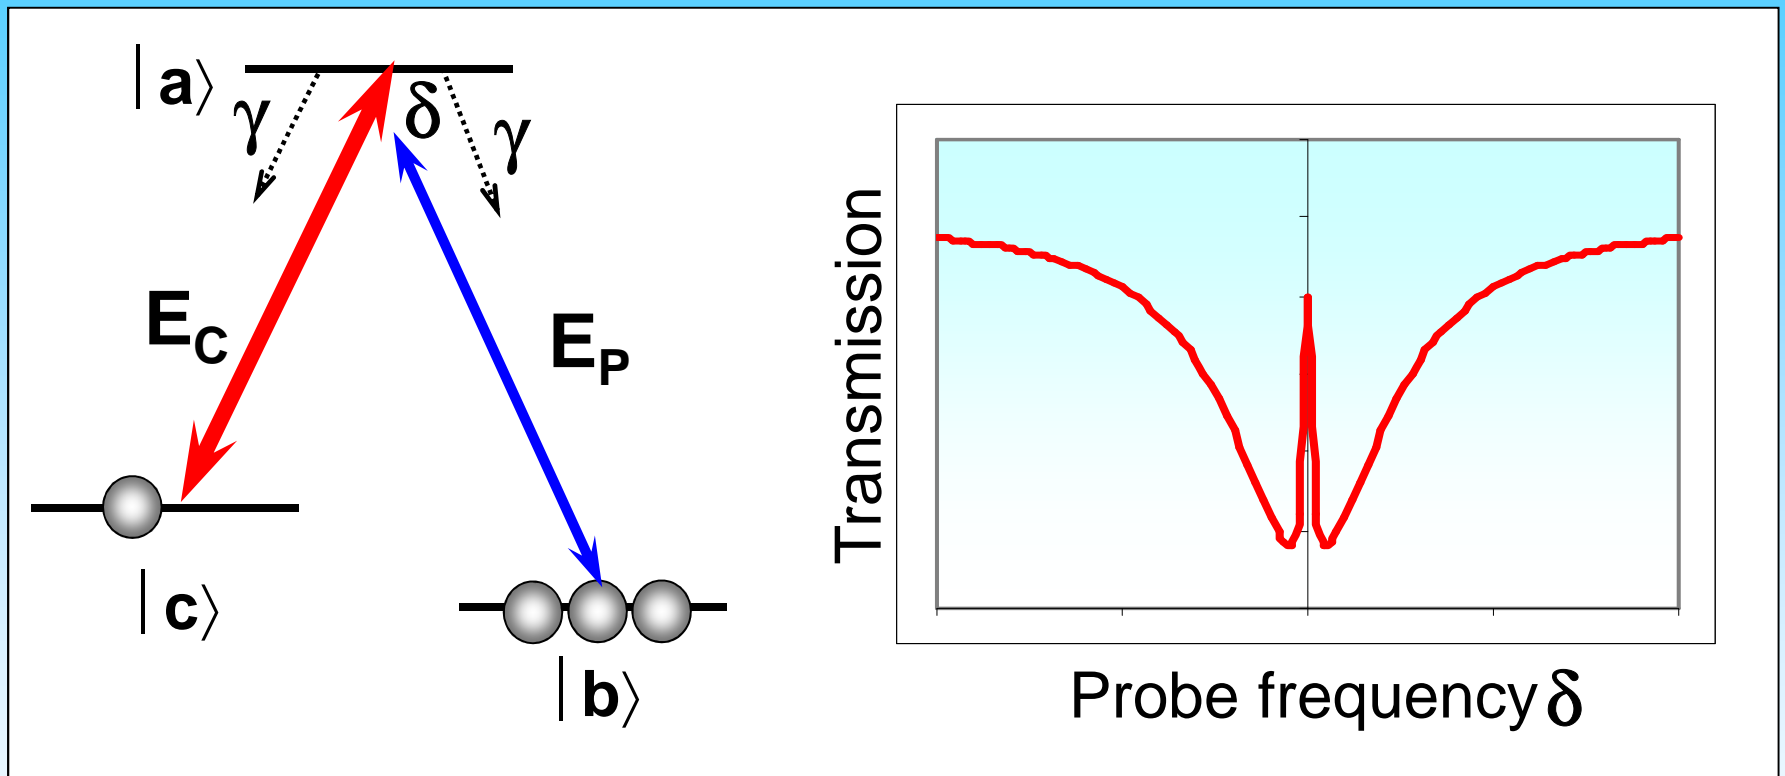 |a⟩
γ
δ
γ
E_C
E_P
|c⟩
|b⟩
Transmission
Probe frequency δ